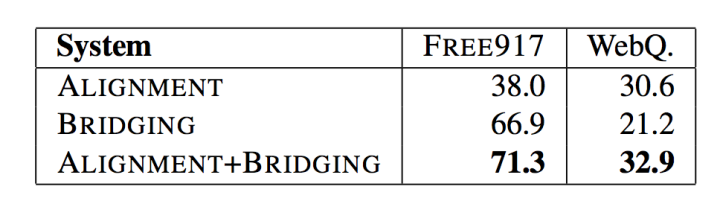 System FREE917 WebQ.
ALIGNMENT 38.0 30.6
BRIDGING 66.9 21.2
ALIGNMENT+BRIDGING 71.3 32.9